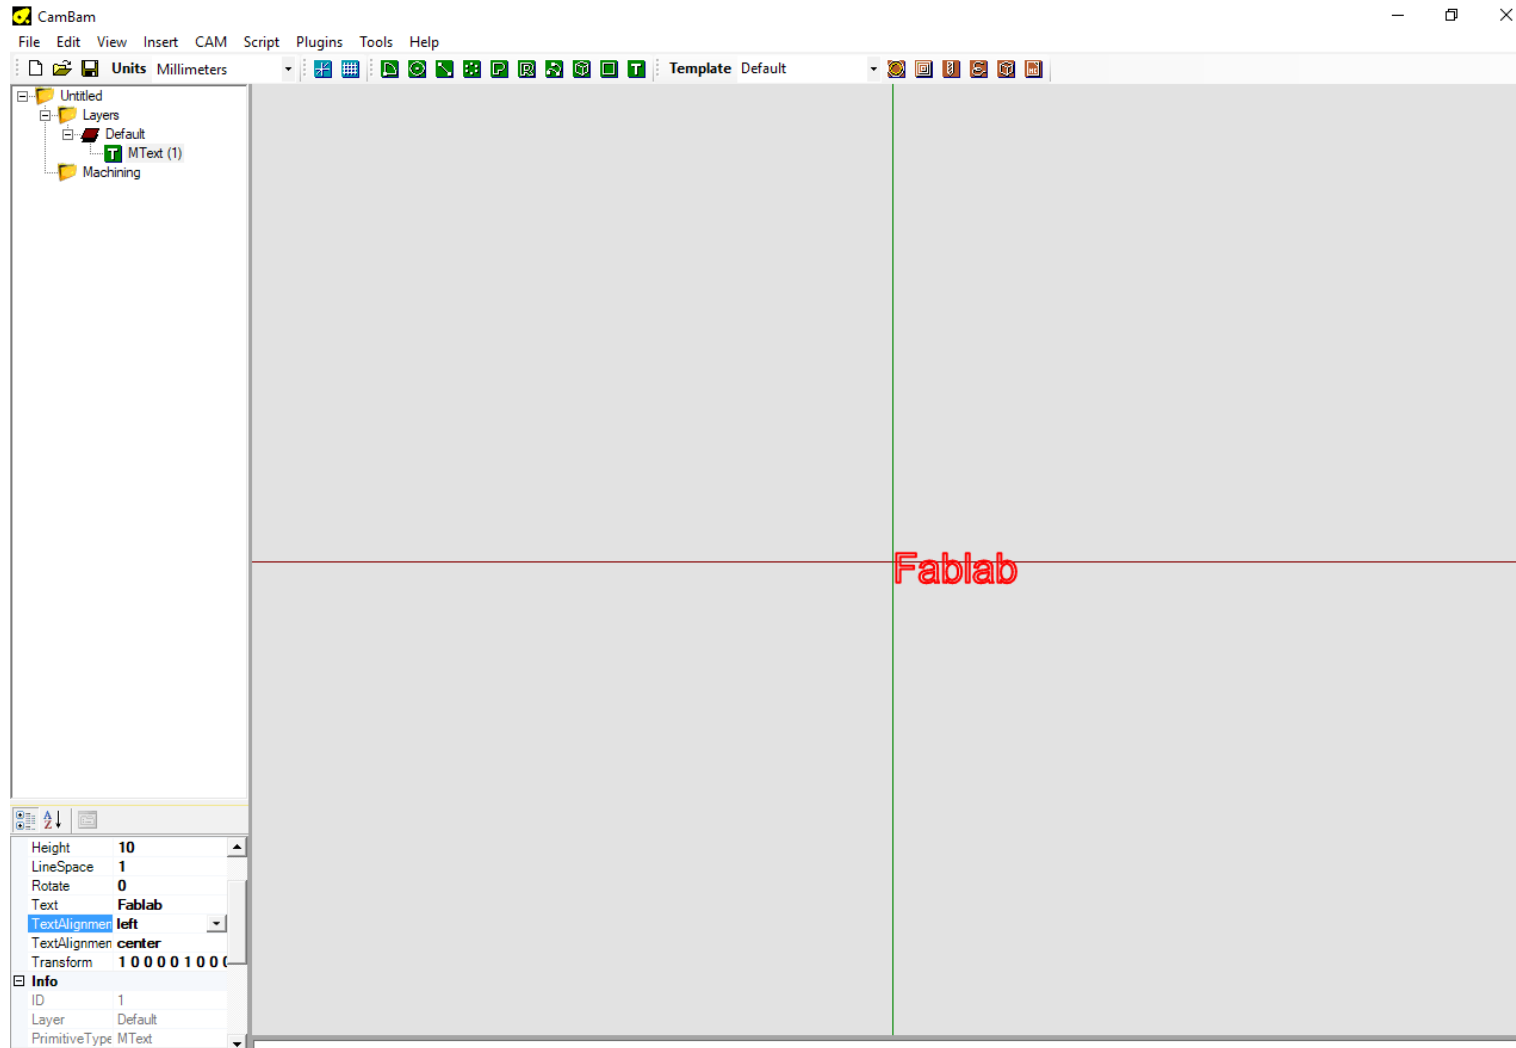 CamBam
File Edit View Insert CAM Script Plugins Tools Help
Units Millimeters Template Default
Untitled
Layers
Default
MText (1)
Machining
Fablab
Height 10
LineSpace 1
Rotate 0
Text Fablab
TextAlignmen left
TextAlignmen center
Transform 1 0 0 0 0 1 0 0 0
Info
ID 1
Layer Default
PrimitiveType MText